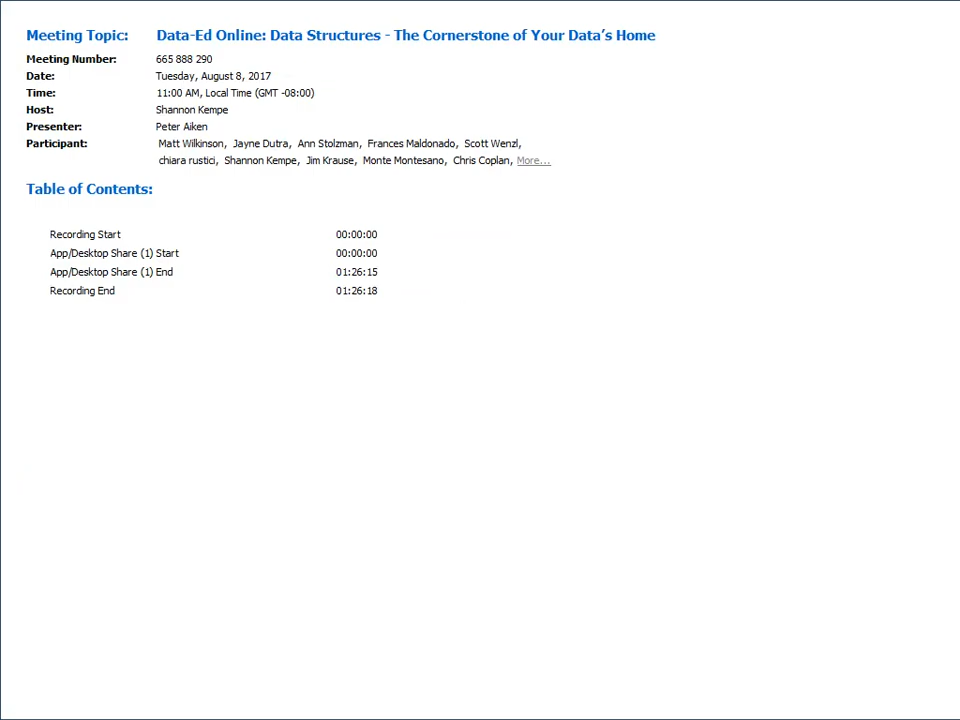 Meeting Topic: Data-Ed Online: Data Structures - The Cornerstone of Your Data’s Home
Meeting Number: 665 888 290
Date: Tuesday, August 8, 2017
Time: 11:00 AM, Local Time (GMT -08:00)
Host: Shannon Kempe
Presenter: Peter Aiken
Participant: Matt Wilkinson, Jayne Dutra, Ann Stolzman, Frances Maldonado, Scott Wenzl,
chiara rustici, Shannon Kempe, Jim Krause, Monte Montesano, Chris Coplan, More...
Table of Contents:
Recording Start 00:00:00
App/Desktop Share (1) Start 00:00:00
App/Desktop Share (1) End 01:26:15
Recording End 01:26:18